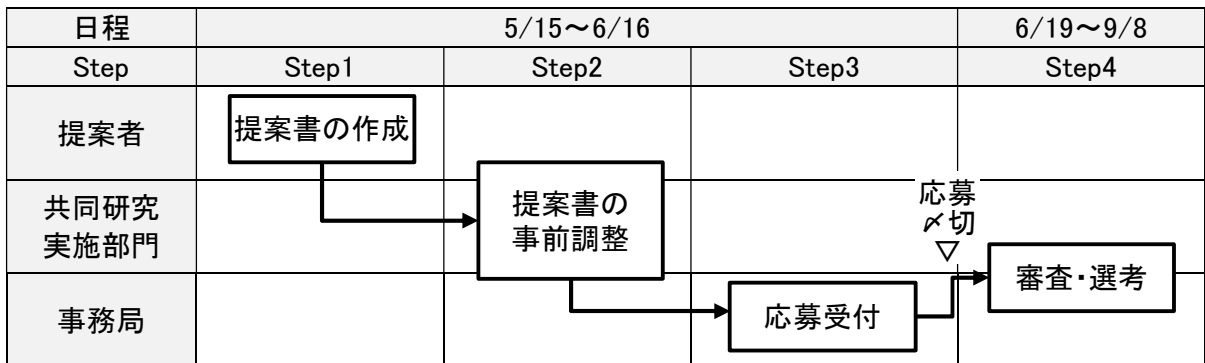 日程
5/15～6/16
6/19～9/8
Step
Step1
Step2
Step3
Step4
提案者
提案書の作成
共同研究
実施部門
提案書の
事前調整
応募
〆切
▽
審査・選考
事務局
応募受付